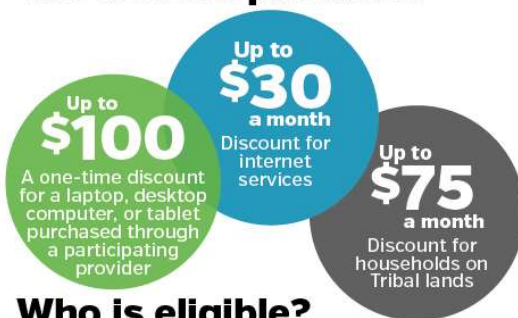 Up to
$30
a month
Discount for
internet
services
Up to
$100
A one-time discount
for a laptop, desktop
computer, or tablet
purchased through
a participating
provider
Up to
$75
a month
Discount for
households on
Tribal lands
Who is eligible?